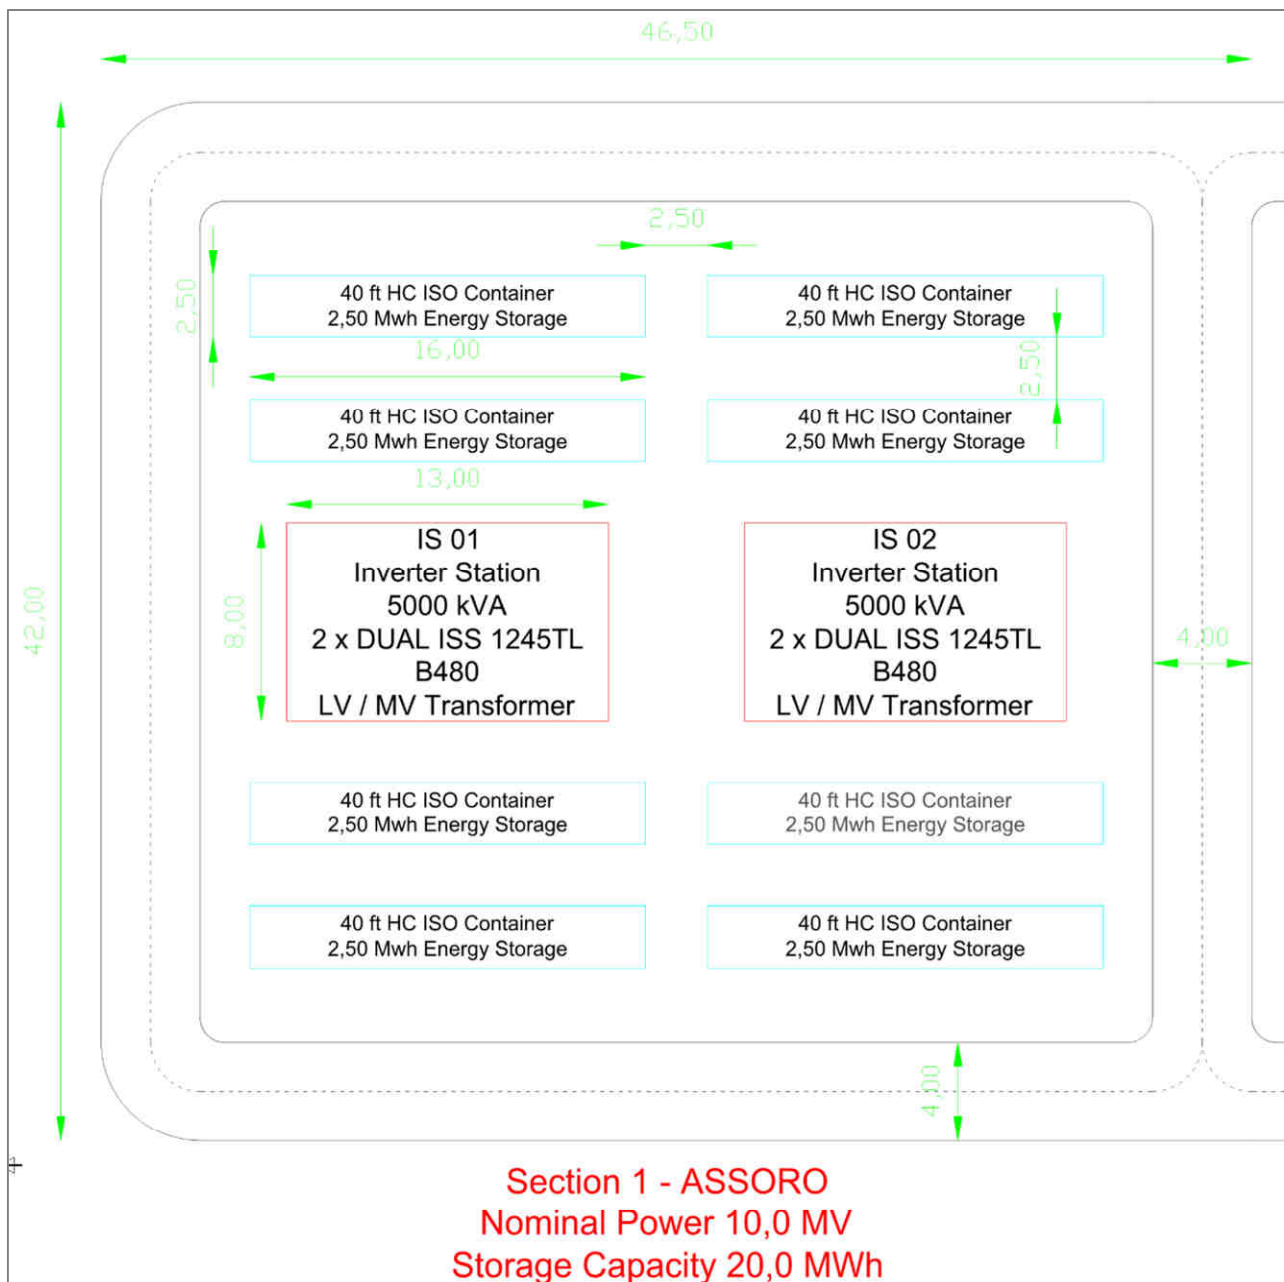 46,50
2,50
40 ft HC ISO Container
2,50 Mwh Energy Storage
40 ft HC ISO Container
2,50 Mwh Energy Storage
2,50
16,00
2,50
40 ft HC ISO Container
2,50 Mwh Energy Storage
40 ft HC ISO Container
2,50 Mwh Energy Storage
13,00
IS 01
Inverter Station
5000 kVA
2 x DUAL ISS 1245TL
B480
LV / MV Transformer
IS 02
Inverter Station
5000 kVA
2 x DUAL ISS 1245TL
B480
LV / MV Transformer
42,00
8,00
4,00
40 ft HC ISO Container
2,50 Mwh Energy Storage
40 ft HC ISO Container
2,50 Mwh Energy Storage
40 ft HC ISO Container
2,50 Mwh Energy Storage
40 ft HC ISO Container
2,50 Mwh Energy Storage
4,00
Section 1 - ASSORO
Nominal Power 10,0 MV
Storage Capacity 20,0 MWh